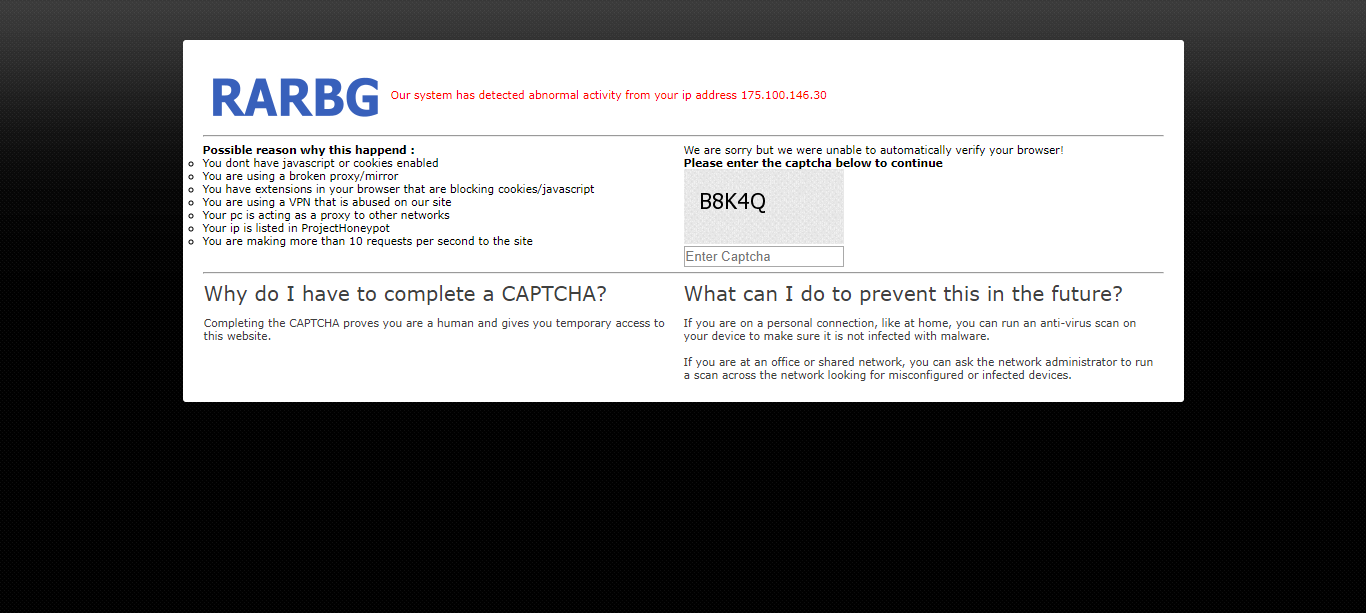 RARBG
Our system has detected abnormal activity from your ip address 175.100.146.30
Possible reason why this happend :
You dont have javascript or cookies enabled
You are using a broken proxy/mirror
You have extensions in your browser that are blocking cookies/javascript
You are using a VPN that is abused on our site
Your pc is acting as a proxy to other networks
Your ip is listed in ProjectHoneypot
You are making more than 10 requests per second to the site
We are sorry but we were unable to automatically verify your browser!
Please enter the captcha below to continue
B8K4Q
Enter Captcha
Why do I have to complete a CAPTCHA?
Completing the CAPTCHA proves you are a human and gives you temporary access to
this website.
What can I do to prevent this in the future?
If you are on a personal connection, like at home, you can run an anti-virus scan on
your device to make sure it is not infected with malware.
If you are at an office or shared network, you can ask the network administrator to run
a scan across the network looking for misconfigured or infected devices.